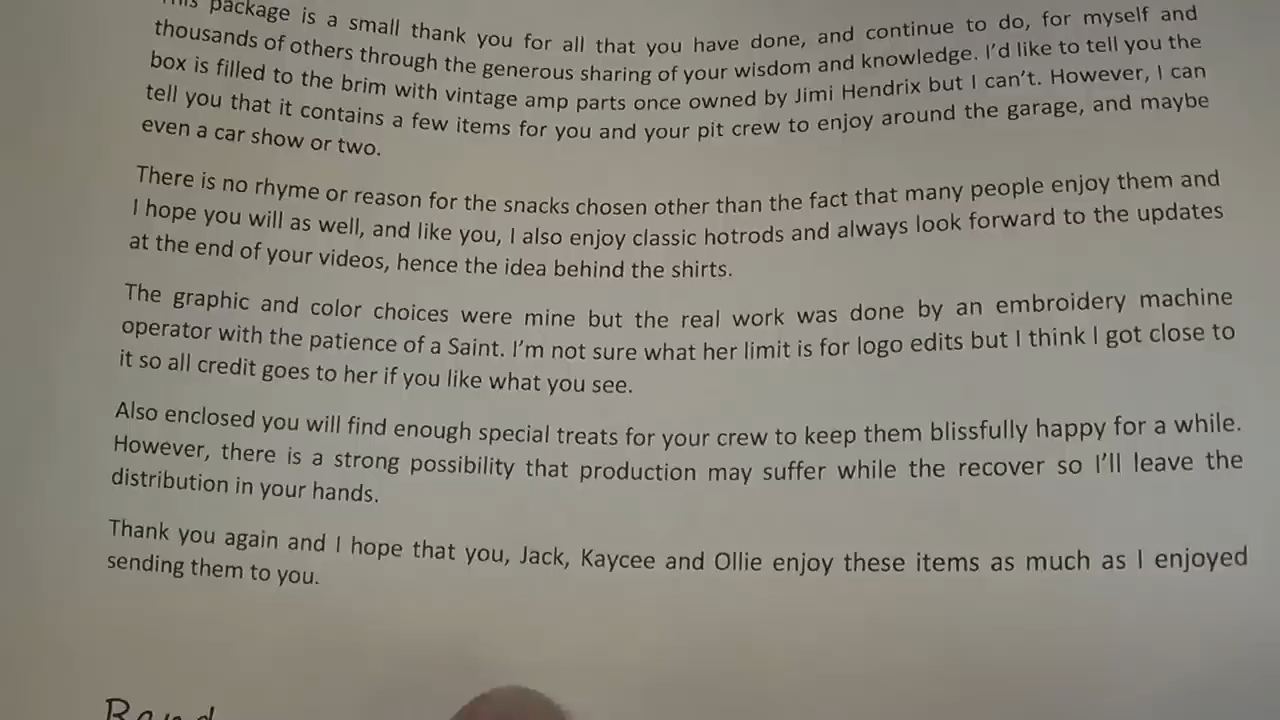 This package is a small thank you for all that you have done, and continue to do, for myself and
thousands of others through the generous sharing of your wisdom and knowledge. I'd like to tell you the
box is filled to the brim with vintage amp parts once owned by Jimi Hendrix but I can't. However, I can
tell you that it contains a few items for you and your pit crew to enjoy around the garage, and maybe
even a car show or two.
There is no rhyme or reason for the snacks chosen other than the fact that many people enjoy them and
I hope you will as well, and like you, I also enjoy classic hotrods and always look forward to the updates
at the end of your videos, hence the idea behind the shirts.
The graphic and color choices were mine but the real work was done by an embroidery machine
operator with the patience of a Saint. I'm not sure what her limit is for logo edits but I think I got close to
it so all credit goes to her if you like what you see.
Also enclosed you will find enough special treats for your crew to keep them blissfully happy for a while.
However, there is a strong possibility that production may suffer while the recover so I'll leave the
distribution in your hands.
Thank you again and I hope that you, Jack, Kaycee and Ollie enjoy these items as much as I enjoyed
sending them to you.